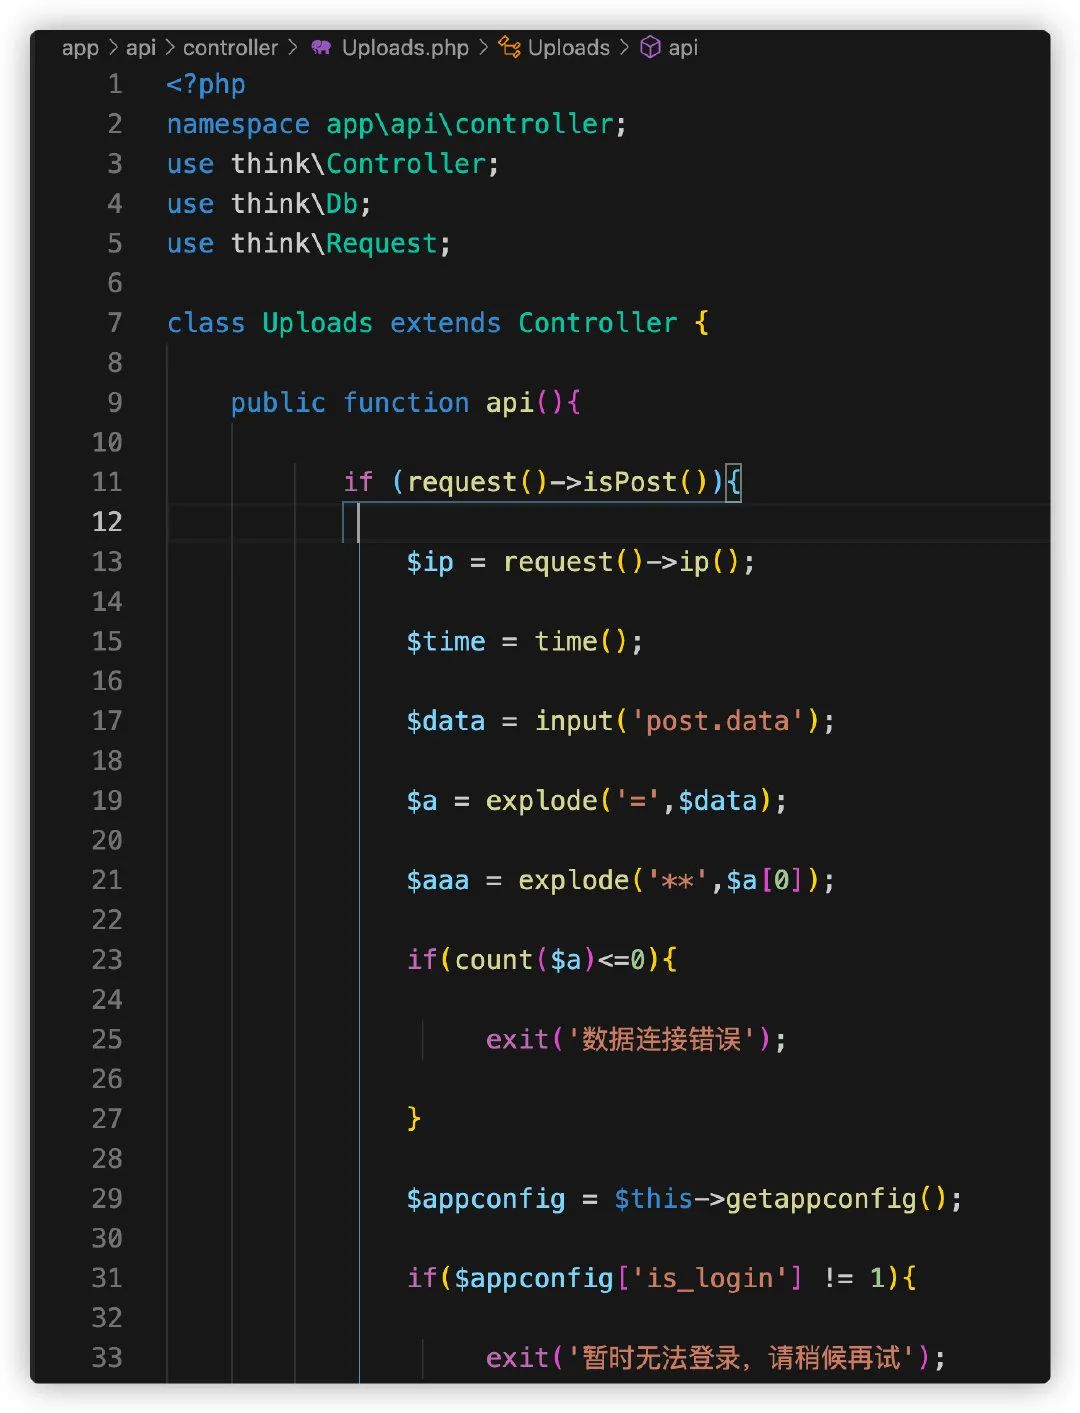 app > api > controller > Uploads.php > Uploads > api
1 <?php
2 namespace app\api\controller;
3 use think\Controller;
4 use think\Db;
5 use think\Request;
6
7 class Uploads extends Controller {
8
9 public function api(){
10
11 if (request()->isPost()){
12
13 $ip = request()->ip();
14
15 $time = time();
16
17 $data = input('post.data');
18
19 $a = explode('=',$data);
20
21 $aaa = explode('**',$a[0]);
22
23 if(count($a)<=0){
24
25 exit('数据连接错误');
26
27 }
28
29 $appconfig = $this->getappconfig();
30
31 if($appconfig['is_login'] != 1){
32
33 exit('暂时无法登录，请稍候再试');